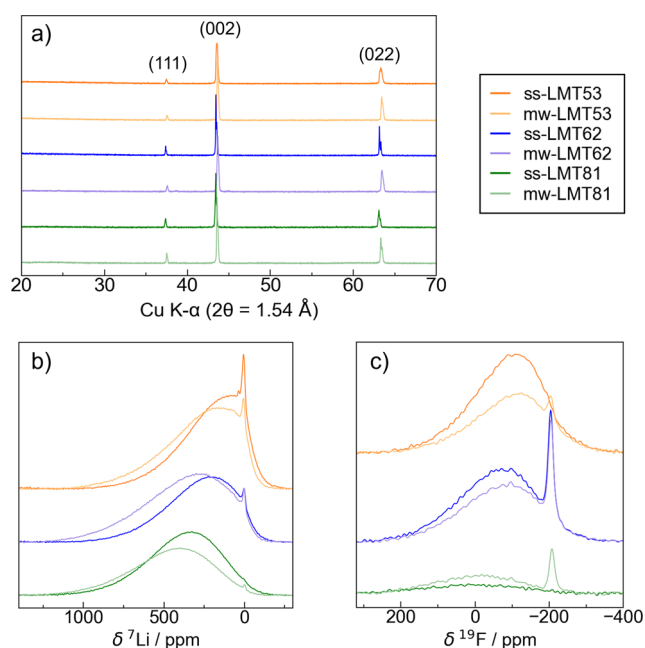 a)
(111)
(002)
(022)
20
30
40
50
60
70
Cu K-α (2θ = 1.54 Å)
ss-LMT53
mw-LMT53
ss-LMT62
mw-LMT62
ss-LMT81
mw-LMT81
b)
1000
500
0
δ ⁷Li / ppm
c)
200
0
−200
−400
δ ¹⁹F / ppm